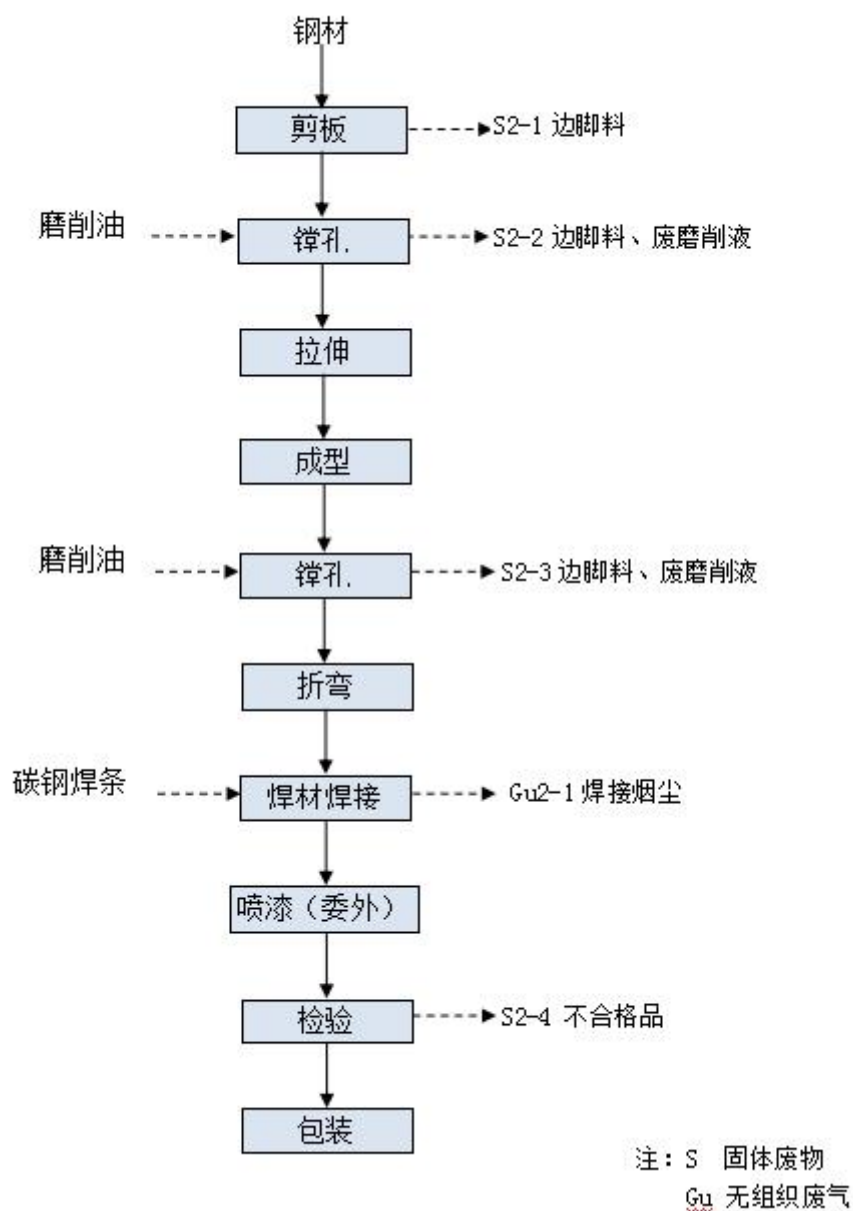 钢材
剪板
S2-1 边脚料
磨削油
镗孔
S2-2 边脚料、废磨削液
拉伸
成型
磨削油
镗孔
S2-3 边脚料、废磨削液
折弯
碳钢焊条
焊材焊接
Gu2-1 焊接烟尘
喷漆（委外）
检验
S2-4 不合格品
包装
注：S 固体废物
Gu 无组织废气